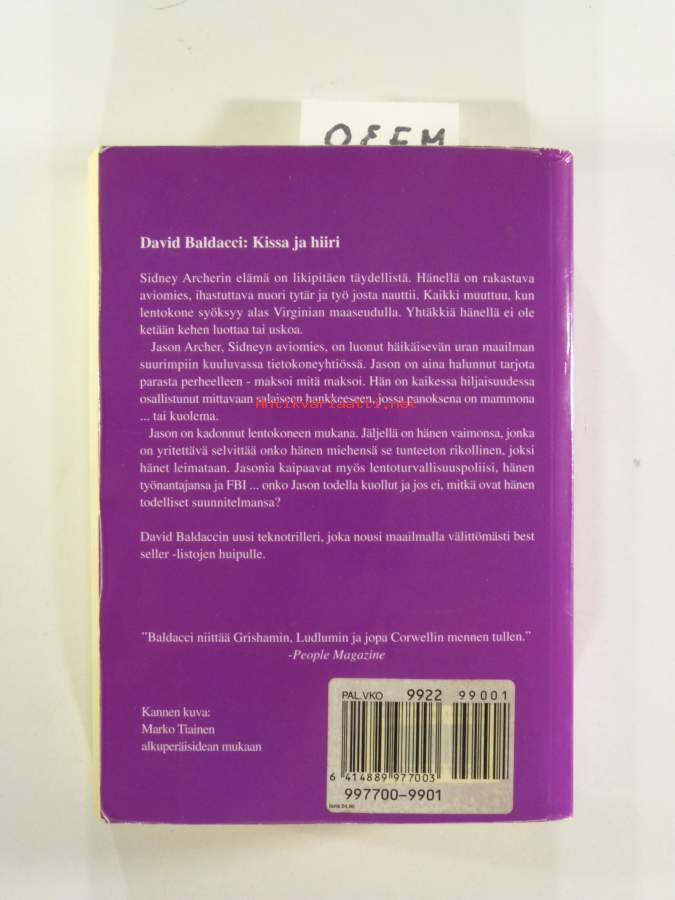 David Baldacci: Kissa ja hiiri
Sidney Archerin elämä on likipitäen täydellistä. Hänellä on rakastava
aviomies, ihastuttava nuori tytär ja työ josta nauttii. Kaikki muuttuu, kun
lentokone syöksyy alas Virginian maaseudulla. Yhtäkkiä hänellä ei ole
ketään kehen luottaa tai uskoa.
Jason Archer, Sidneyn aviomies, on luonut häikäisevän uran maailman
suurimpiin kuuluvassa tietokoneyhtiössä. Jason on aina halunnut tarjota
parasta perheelleen - maksoi mitä maksoi. Hän on kaikessa hiljaisuudessa
osallistunut mittavaan salaiseen hankkeeseen, jossa panoksena on mammona
Antikvariaatti.net
... tai kuolema.
Jason on kadonnut lentokoneen mukana. Jäljellä on hänen vaimonsa, jonka
on yritettävä selvittää onko hänen miehensä se tunteeton rikollinen, joksi
hänet leimataan. Jasonia kaipaavat myös lentoturvallisuuspoliisi, hänen
työnantajansa ja FBI ... onko Jason todella kuollut ja jos ei, mitkä ovat hänen
todelliset suunnitelmansa?
David Baldaccin uusi teknotrilleri, joka nousi maailmalla välittömästi best
seller -listojen huipulle.
"Baldacci niittää Grishamin, Ludlumin ja jopa Corwellin mennen tullen."
-People Magazine
Kannen kuva:
Marko Tiainen
alkuperäisidean mukaan
PAL.VKO 9922 99001
6 414889 977003
997700-9901